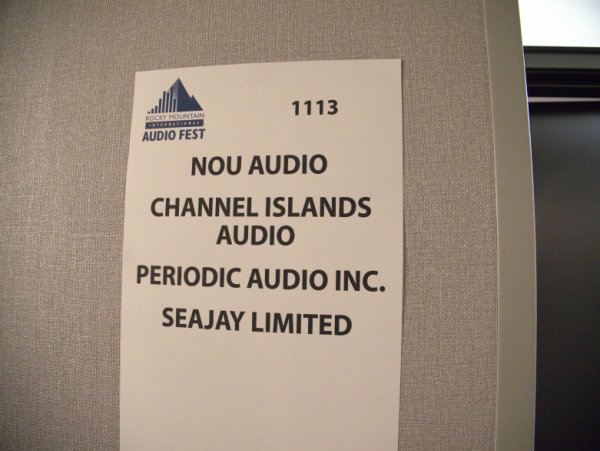 ROCKY MOUNTAIN
INTERNATIONAL
AUDIO FEST
1113
NOU AUDIO
CHANNEL ISLANDS
AUDIO
PERIODIC AUDIO INC.
SEAJAY LIMITED